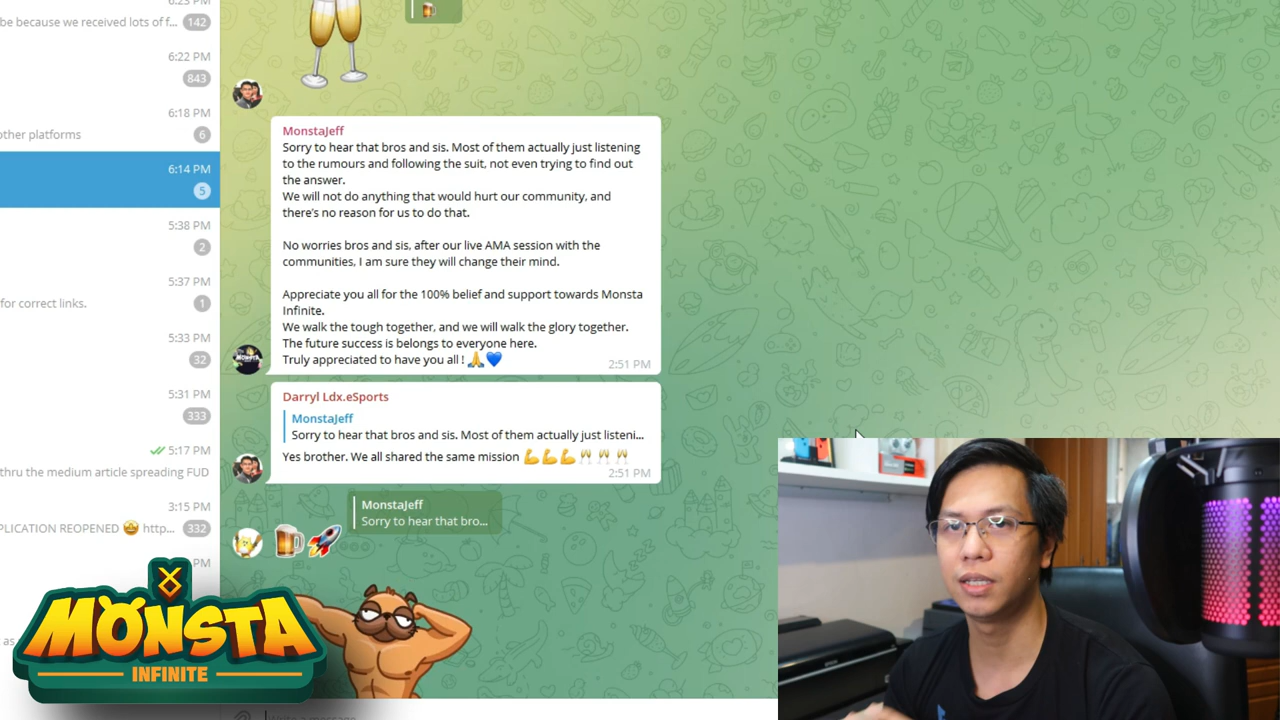 6:23 PM
be because we received lots of f... 142
6:22 PM
843
6:18 PM
other platforms 6
6:14 PM
5
5:38 PM
2
5:37 PM
for correct links. 1
5:33 PM
32
5:31 PM
333
5:17 PM
thru the medium article spreading FUD
3:15 PM
PLICATION REOPENED 🤩 http... 332
PM
as
MonstaJeff
Sorry to hear that bros and sis. Most of them actually just listening
to the rumours and following the suit, not even trying to find out
the answer.
We will not do anything that would hurt our community, and
there's no reason for us to do that.
No worries bros and sis, after our live AMA session with the
communities, I am sure they will change their mind.
Appreciate you all for the 100% belief and support towards Monsta
Infinite.
We walk the tough together, and we will walk the glory together.
The future success is belongs to everyone here.
Truly appreciated to have you all ! 🙏💙
2:51 PM
Darryl Ldx.eSports
MonstaJeff
Sorry to hear that bros and sis. Most of them actually just listeni...
Yes brother. We all shared the same mission 💪💪💪🥂🥂🥂
2:51 PM
MonstaJeff
Sorry to hear that bro...
Write a message...
MONSTA
INFINITE